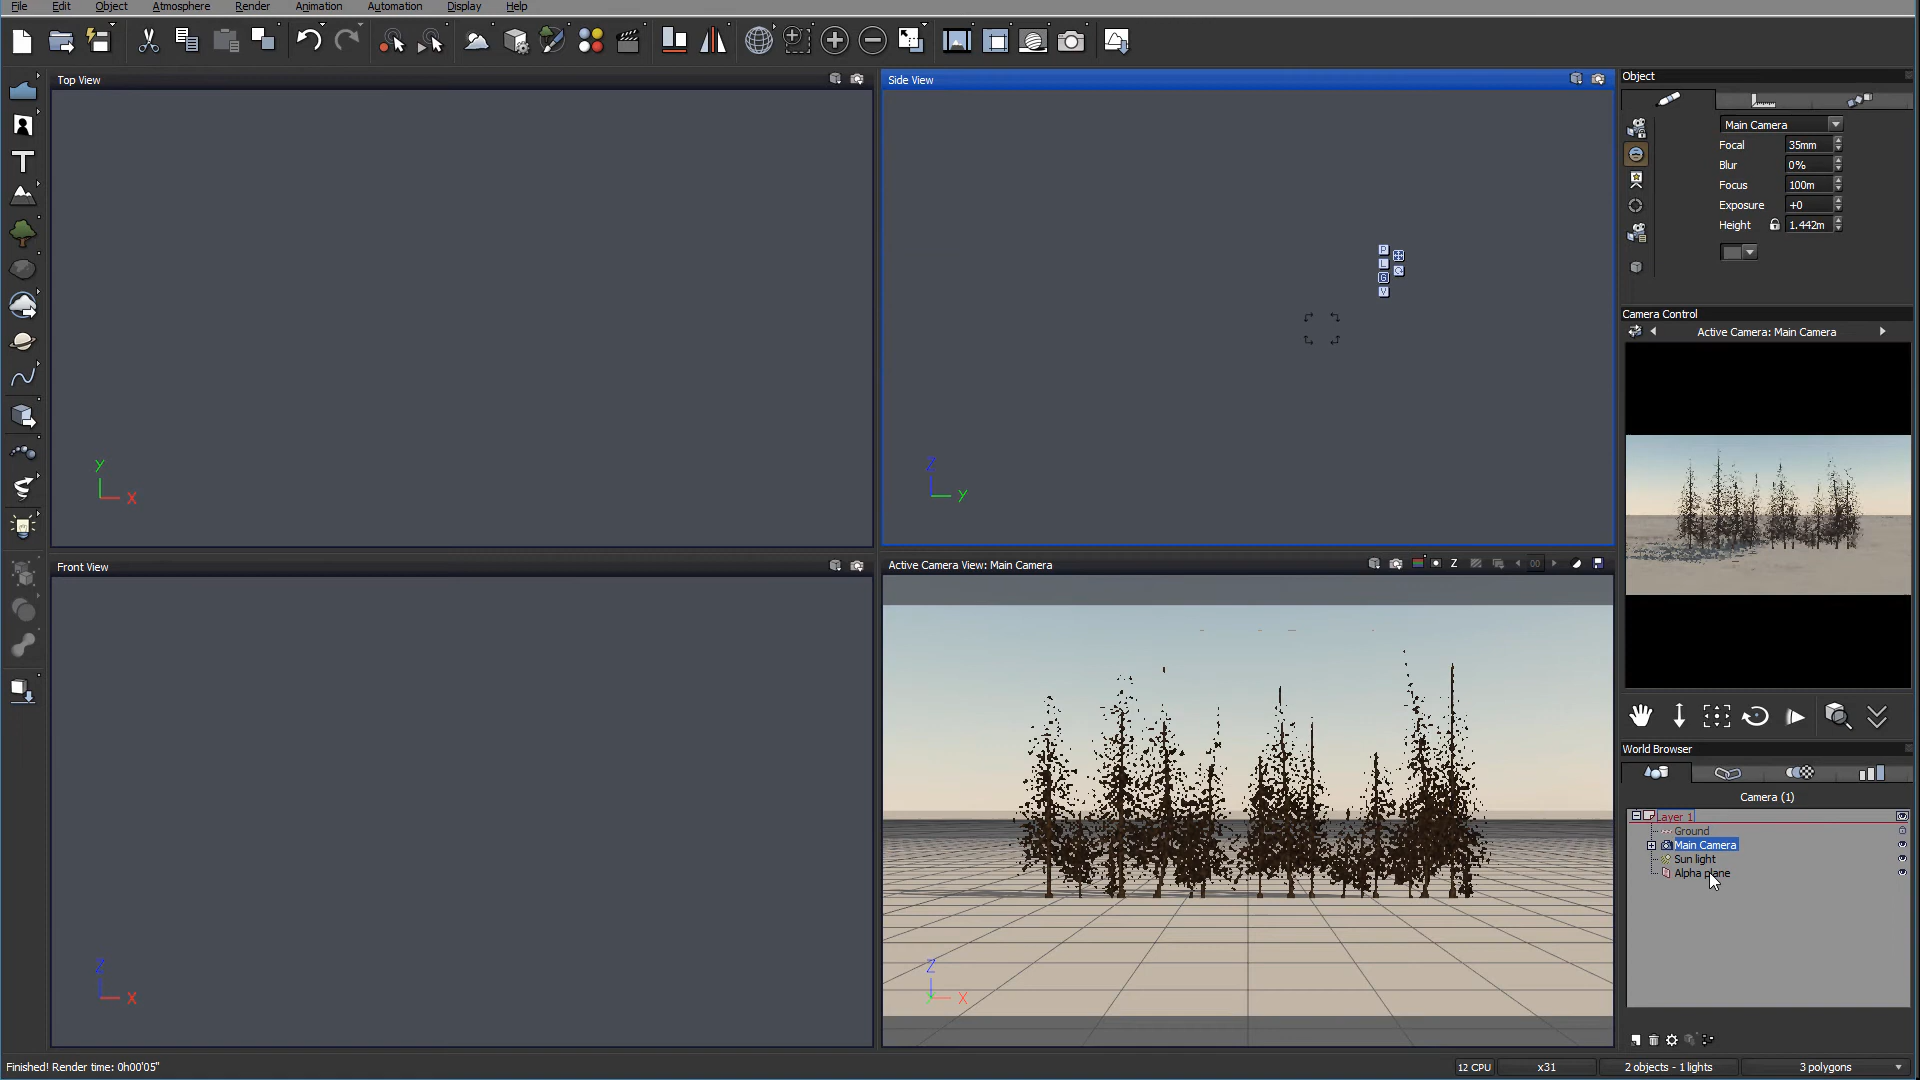 File Edit Object Atmosphere Render Animation Automation Display Help
Top View
Side View
Object
Main Camera
Focal 35mm
Blur 0%
Focus 100m
Exposure +0
Height 1.442m
P
L
G
V
Camera Control
Active Camera: Main Camera
Y
X
Z
Y
Front View
Active Camera View: Main Camera
Z
00
World Browser
Camera (1)
Layer 1
Ground
Main Camera
Sun light
Alpha plane
Z
X
Z
Y
X
Finished! Render time: 0h00'05"
12 CPU
x31
2 objects - 1 lights
3 polygons